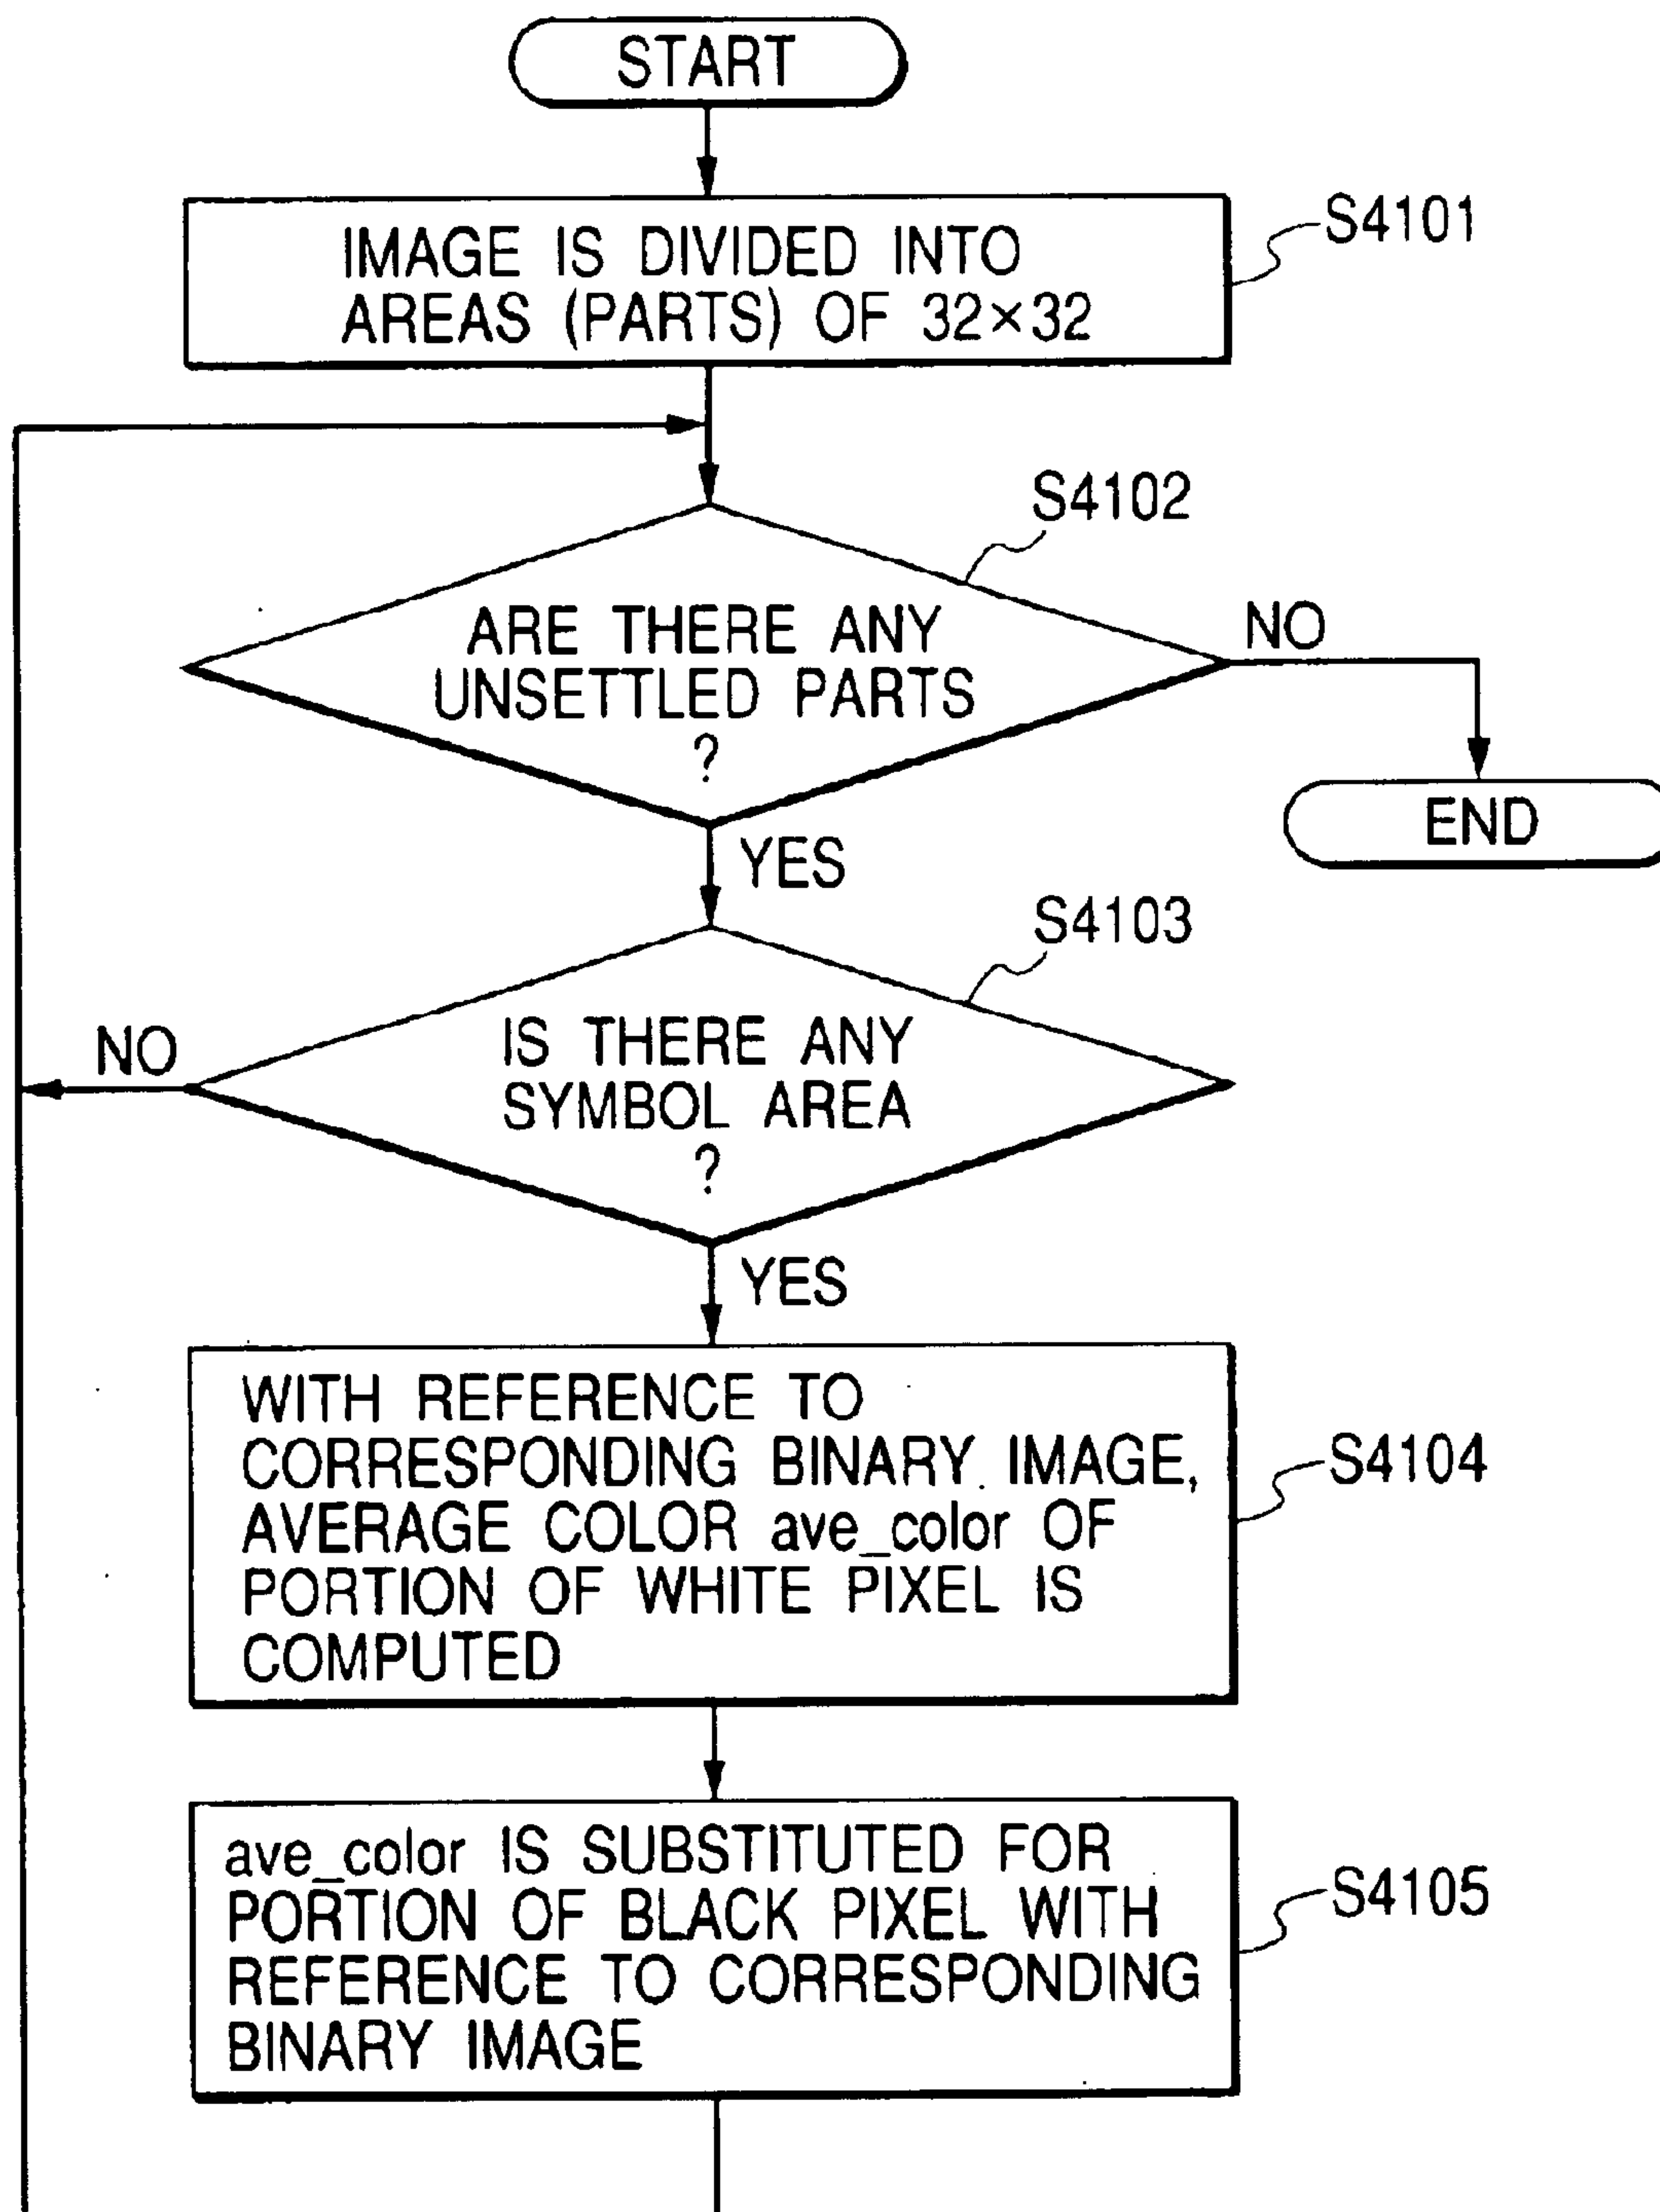 START
IMAGE IS DIVIDED INTO
AREAS (PARTS) OF 32×32
S4101
S4102
ARE THERE ANY
UNSETTLED PARTS
?
NO
END
YES
S4103
IS THERE ANY
SYMBOL AREA
?
NO
YES
WITH REFERENCE TO
CORRESPONDING BINARY IMAGE,
AVERAGE COLOR ave_color OF
PORTION OF WHITE PIXEL IS
COMPUTED
S4104
ave_color IS SUBSTITUTED FOR
PORTION OF BLACK PIXEL WITH
REFERENCE TO CORRESPONDING
BINARY IMAGE
S4105